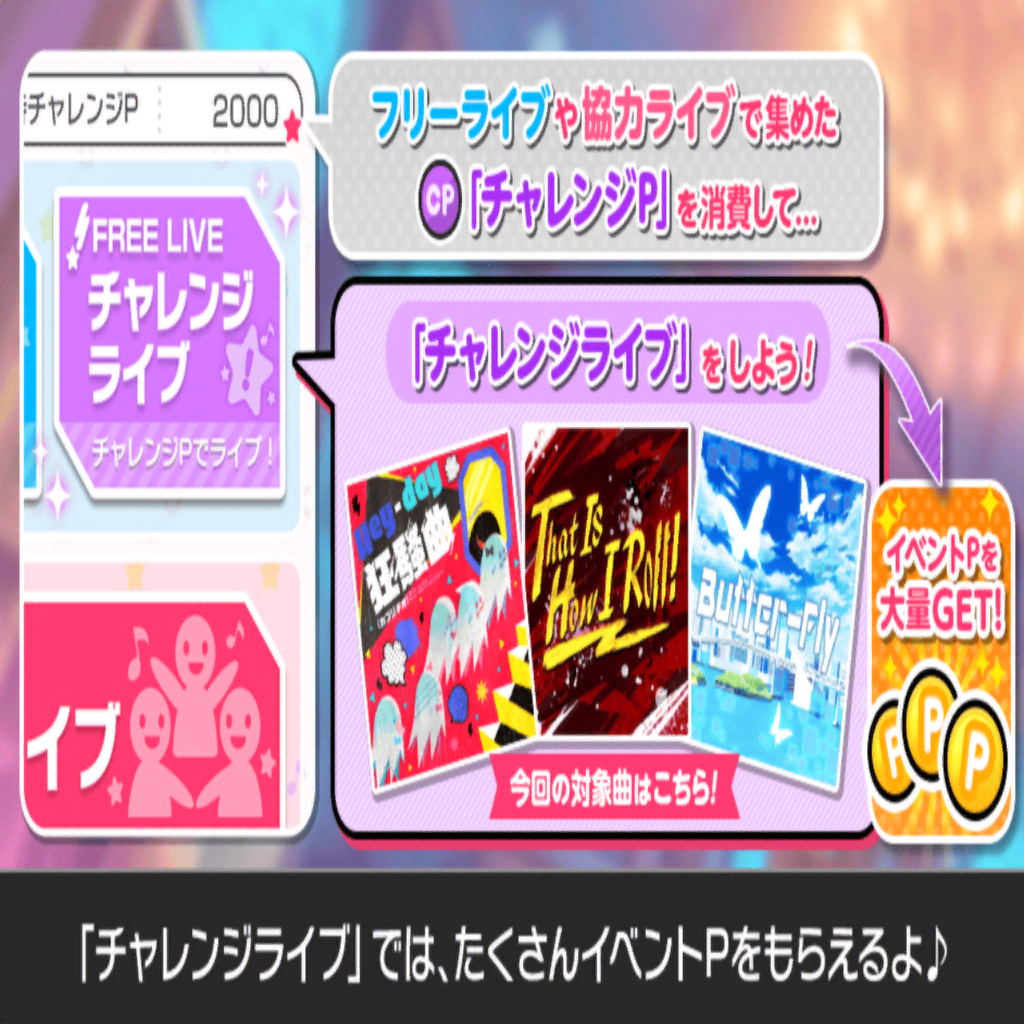 チャレンジP 2000
フリーライブや協力ライブで集めた
CP「チャレンジP」を消費して...
FREE LIVE
チャレンジ
ライブ
チャレンジPでライブ!
「チャレンジライブ」をしよう!
Hey-day
狂騒曲
That Is
How I Roll!
Butter-Fly
今回の対象曲はこちら!
イベントPを
大量GET!
P P P
イブ
「チャレンジライブ」では、たくさんイベントPをもらえるよ♪